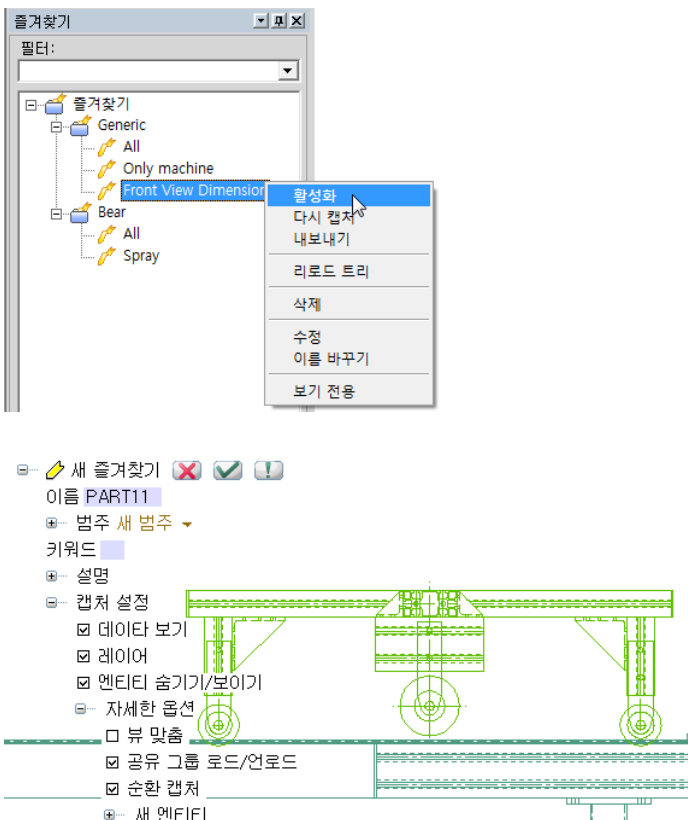 즐겨찾기
필터:
즐겨찾기
Generic
All
Only machine
Front View Dimension
Bear
All
Spray
활성화
다시 캡처
내보내기
리로드 트리
삭제
수정
이름 바꾸기
보기 전용
새 즐겨찾기
이름 PART11
범주 새 범주
키워드
설명
캡처 설정
데이타 보기
레이어
엔티티 숨기기/보이기
자세한 옵션
뷰 맞춤
공유 그룹 로드/언로드
순환 캡처
새 엔티티